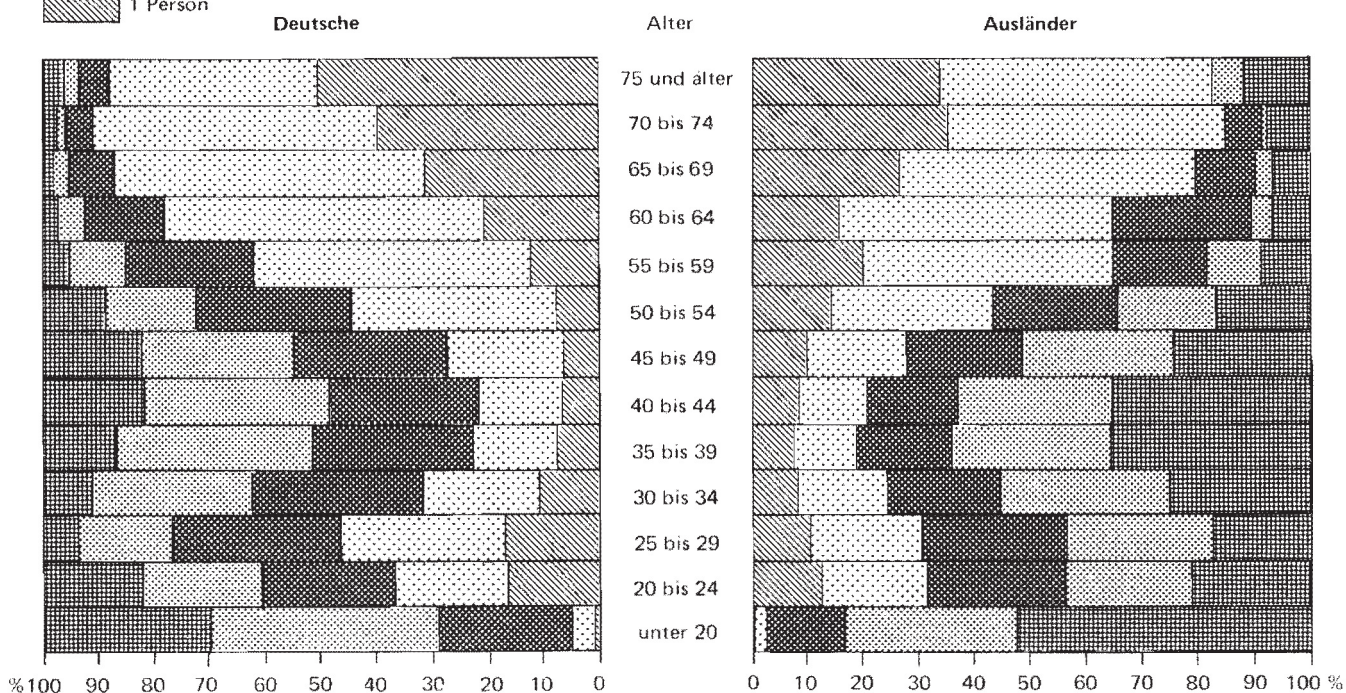 1 Person
Deutsche Alter Ausländer
75 und älter
70 bis 74
65 bis 69
60 bis 64
55 bis 59
50 bis 54
45 bis 49
40 bis 44
35 bis 39
30 bis 34
25 bis 29
20 bis 24
unter 20
% 100 90 80 70 60 50 40 30 20 10 0 0 10 20 30 40 50 60 70 80 90 100 %